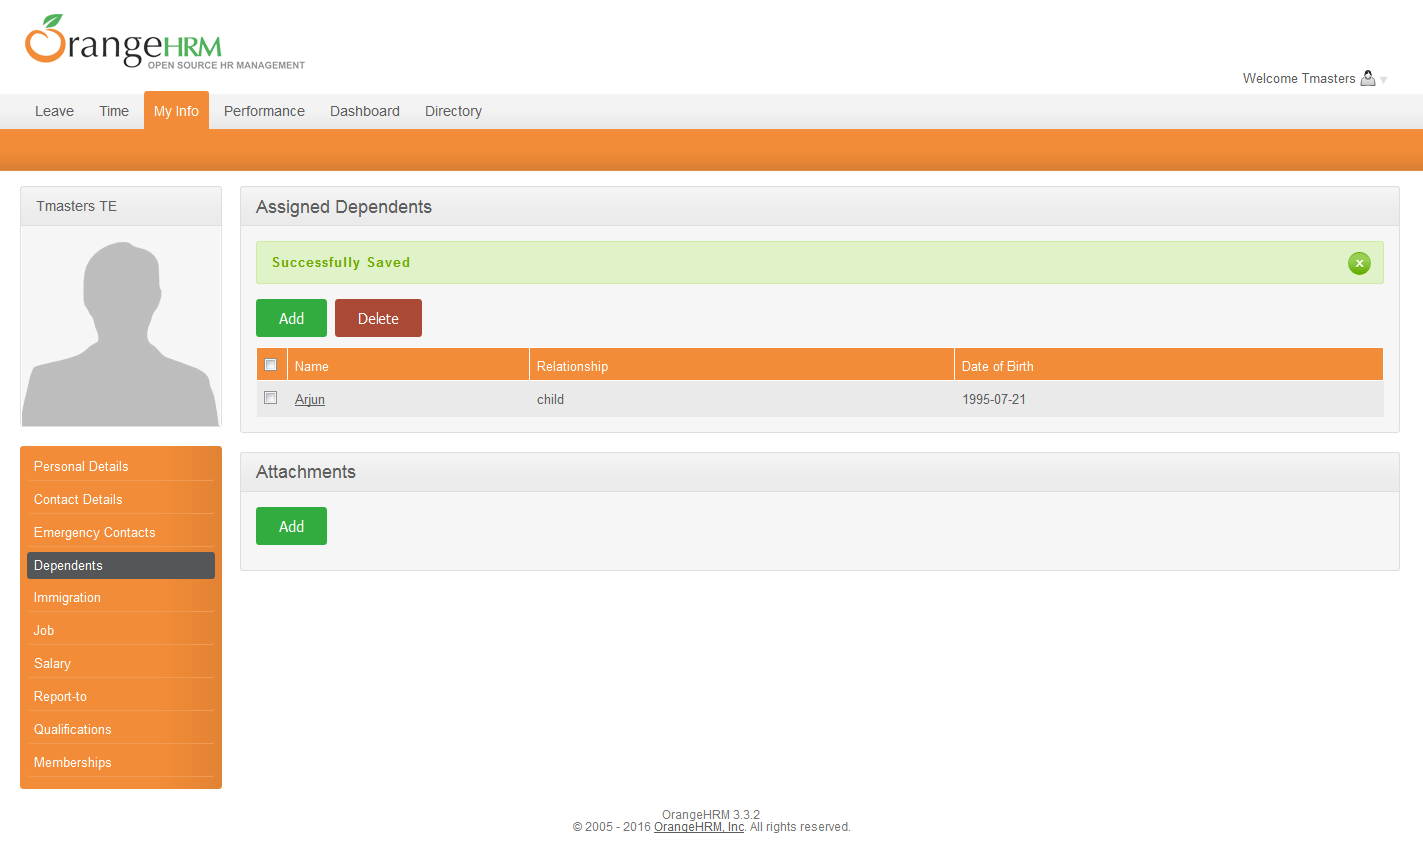 OrangeHRM
OPEN SOURCE HR MANAGEMENT
Welcome Tmasters
Leave Time My Info Performance Dashboard Directory
Tmasters TE
Personal Details
Contact Details
Emergency Contacts
Dependents
Immigration
Job
Salary
Report-to
Qualifications
Memberships
Assigned Dependents
Successfully Saved
x
Add Delete
Name Relationship Date of Birth
Arjun child 1995-07-21
Attachments
Add
OrangeHRM 3.3.2
© 2005 - 2016 OrangeHRM, Inc. All rights reserved.